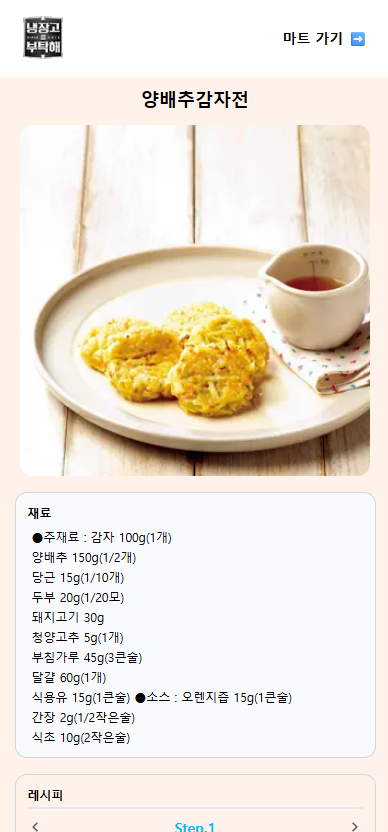 냉장고
부탁해
마트 가기 ➡️
양배추감자전
재료
●주재료 : 감자 100g(1개)
양배추 150g(1/2개)
당근 15g(1/10개)
두부 20g(1/20모)
돼지고기 30g
청양고추 5g(1개)
부침가루 45g(3큰술)
달걀 60g(1개)
식용유 15g(1큰술) ●소스 : 오렌지즙 15g(1큰술)
간장 2g(1/2작은술)
식초 10g(2작은술)
레시피
Step.1